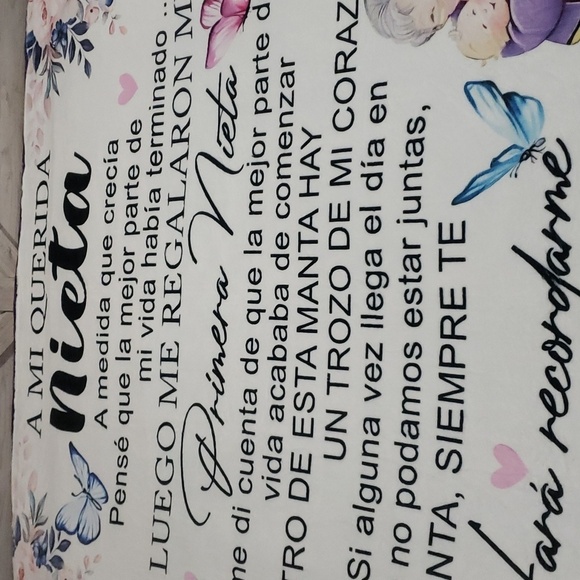 A MI QUERIDA
Nieta
A medida que crecía
Pensé que la mejor parte de
mi vida había terminado ..
LUEGO ME REGALARON M
Primera Nieta
me di cuenta de que la mejor parte d
vida acababa de comenzar
TRO DE ESTA MANTA HAY
UN TROZO DE MI CORAZ
Si alguna vez llega el día en
no podamos estar juntas,
NTA, SIEMPRE TE
ará recordarme